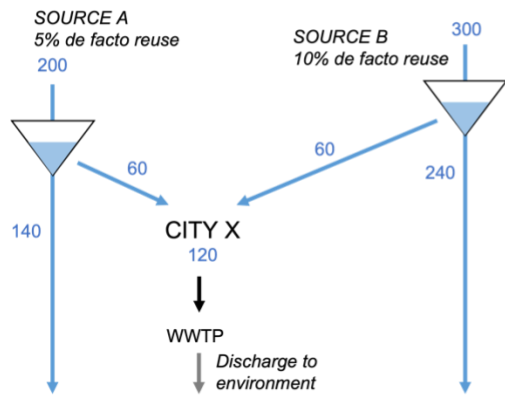 SOURCE A
5% de facto reuse
200
SOURCE B
10% de facto reuse
300
60
60
140
240
CITY X
120
WWTP
Discharge to
environment